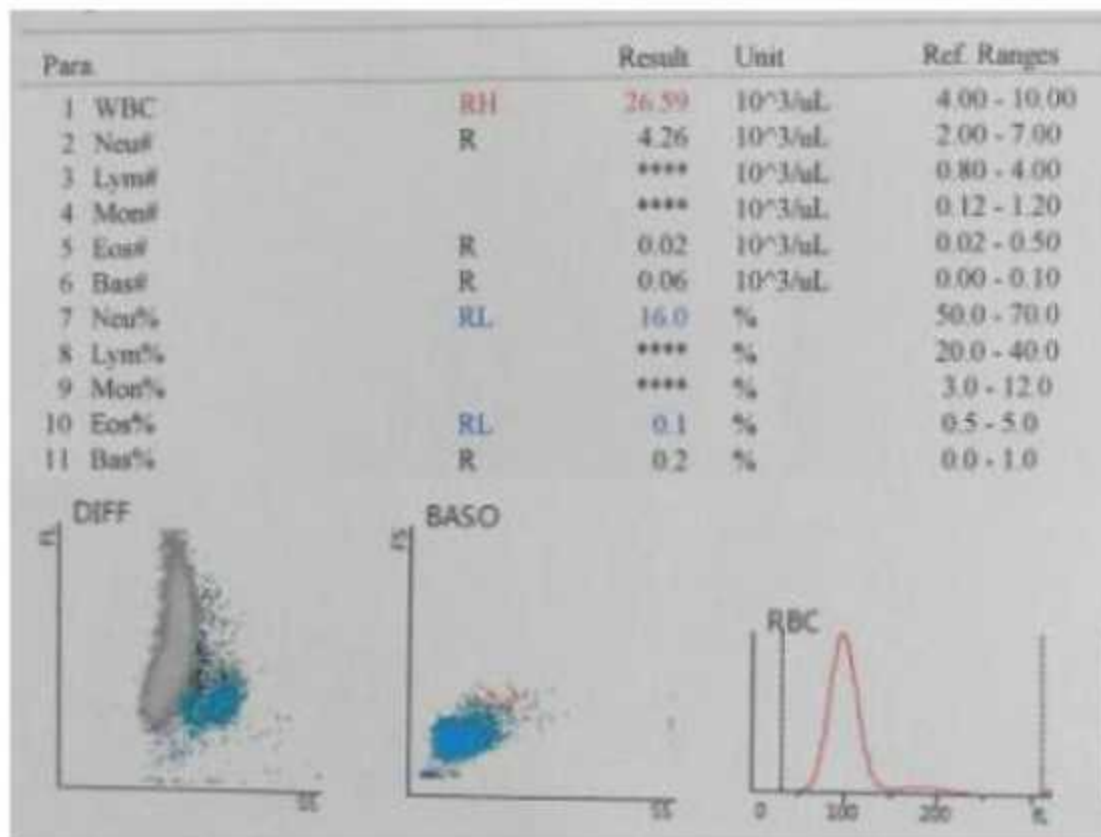 Para. Result Unit Ref. Ranges
1 WBC RH 26.59 10^3/uL 4.00 - 10.00
2 Neu# R 4.26 10^3/uL 2.00 - 7.00
3 Lym# **** 10^3/uL 0.80 - 4.00
4 Mon# **** 10^3/uL 0.12 - 1.20
5 Eos# R 0.02 10^3/uL 0.02 - 0.50
6 Bas# R 0.06 10^3/uL 0.00 - 0.10
7 Neu% RL 16.0 % 50.0 - 70.0
8 Lym% **** % 20.0 - 40.0
9 Mon% **** % 3.0 - 12.0
10 Eos% RL 0.1 % 0.5 - 5.0
11 Bas% R 0.2 % 0.0 - 1.0
DIFF BASO
FL FS
RBC
SS SS
0 100 200 fL